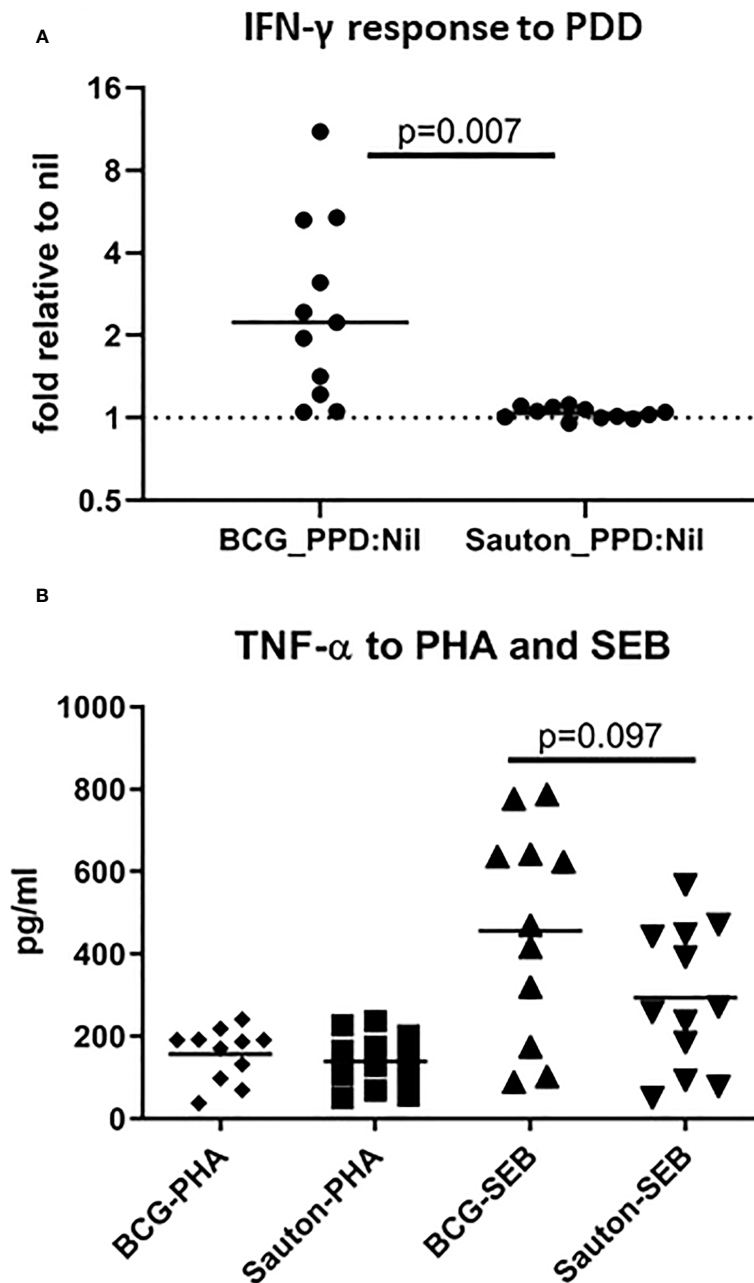 A
IFN-γ response to PDD
fold relative to nil
16
8
4
2
1
0.5
p=0.007
BCG_PPD:Nil Sauton_PPD:Nil
B
TNF-α to PHA and SEB
pg/ml
1000
800
600
400
200
0
p=0.097
BCG-PHA
Sauton-PHA
BCG-SEB
Sauton-SEB